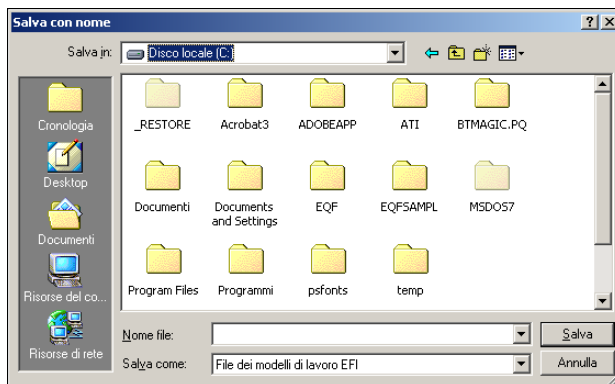 Salva con nome
Salva in: Disco locale (C:)
Cronologia
Desktop
Documenti
Risorse del co...
Risorse di rete
_RESTORE Acrobat3 ADOBEAPP ATI BTMAGIC.PQ
Documenti Documents and Settings EQF EQFSAMPL MSDOS7
Program Files Programmi psfonts temp
Nome file: Salva
Salva come: File dei modelli di lavoro EFI Annulla